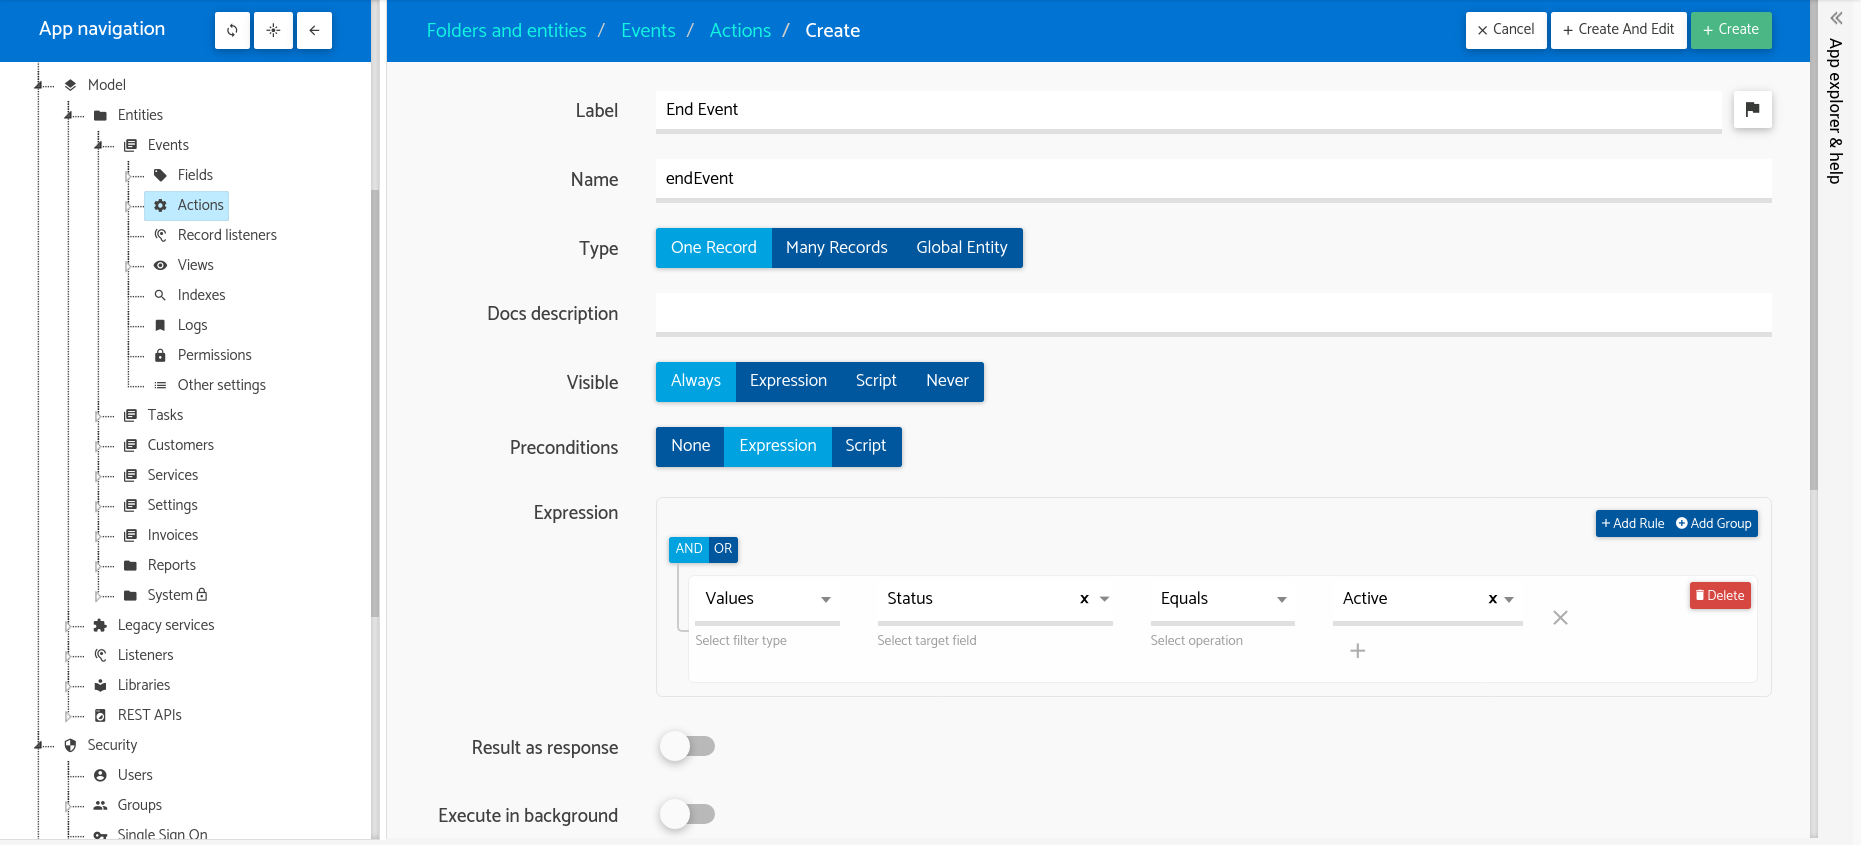 App navigation
Folders and entities / Events / Actions / Create
Cancel
Create And Edit
Create
Model
Entities
Events
Fields
Actions
Record listeners
Views
Indexes
Logs
Permissions
Other settings
Tasks
Customers
Services
Settings
Invoices
Reports
System
Legacy services
Listeners
Libraries
REST APIs
Security
Users
Groups
Single Sign On
Label
End Event
Name
endEvent
Type
One Record Many Records Global Entity
Docs description
Visible
Always Expression Script Never
Preconditions
None Expression Script
Expression
+ Add Rule Add Group
AND OR
Values Status x Equals Active x
Delete
Select filter type Select target field Select operation
Result as response
Execute in background
App explorer & help